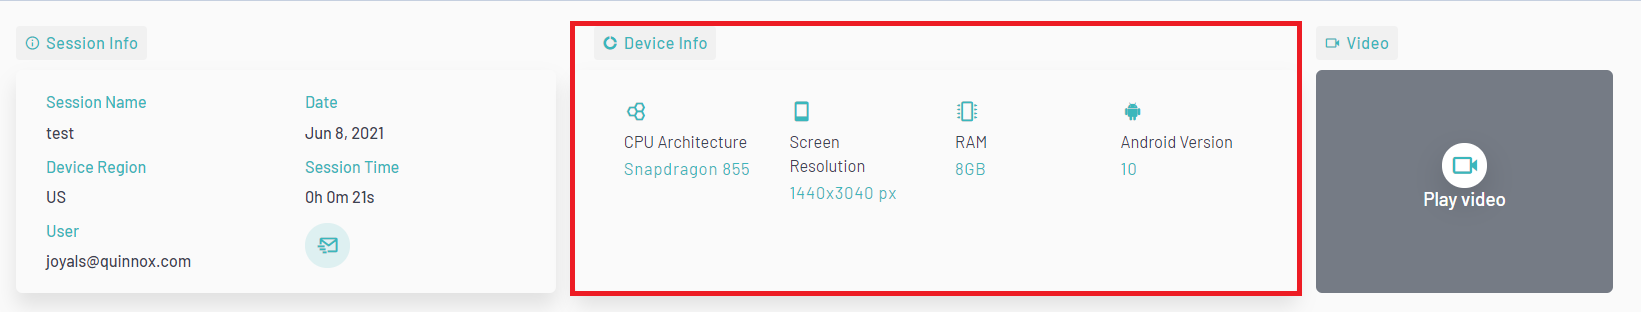 Session Info
Session Name
test
Date
Jun 8, 2021
Device Region
US
Session Time
0h 0m 21s
User
joyals@quinnox.com
Device Info
CPU Architecture
Snapdragon 855
Screen
Resolution
1440x3040 px
RAM
8GB
Android Version
10
Video
Play video